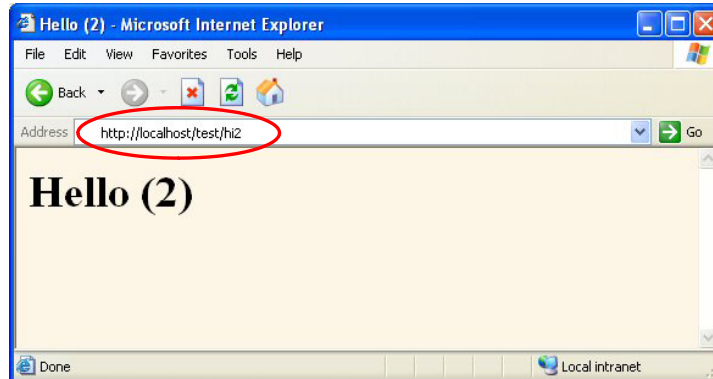 Hello (2) - Microsoft Internet Explorer
File Edit View Favorites Tools Help
Back
Address http://localhost/test/hi2 Go
Hello (2)
Done Local intranet